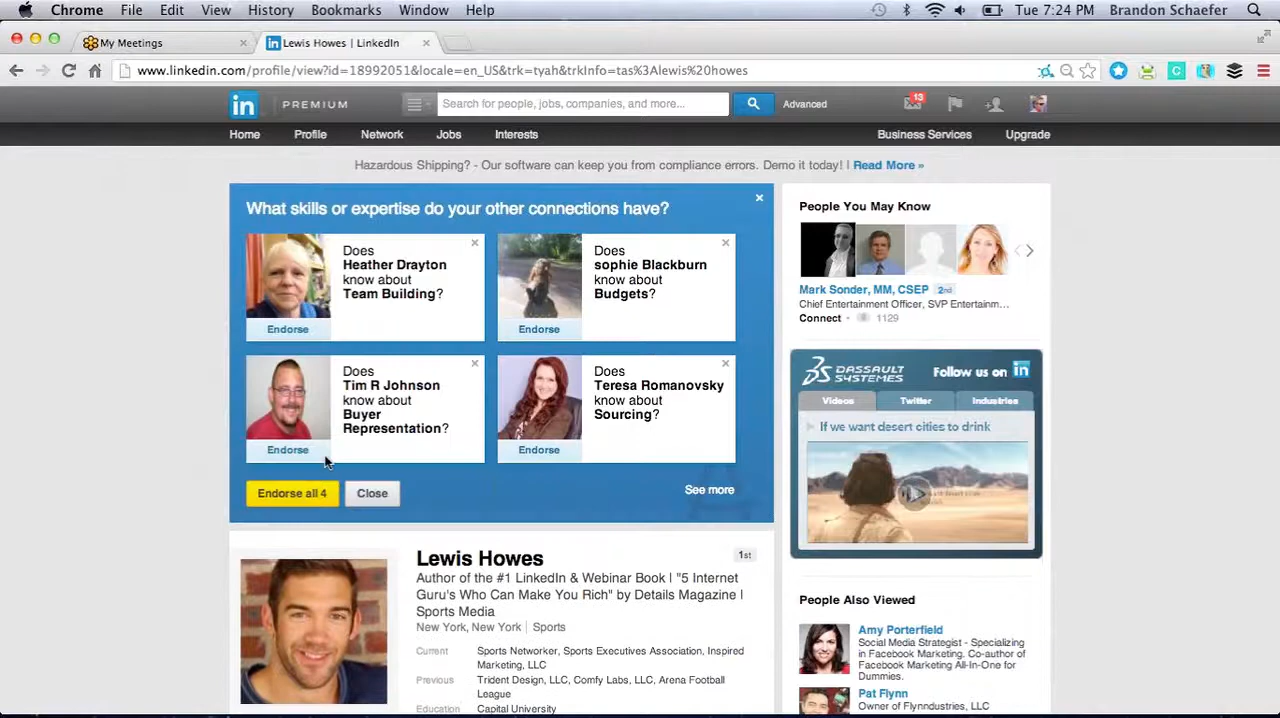 Chrome File Edit View History Bookmarks Window Help Tue 7:24 PM Brandon Schaefer
My Meetings Lewis Howes | LinkedIn
www.linkedin.com/profile/view?id=18992051&locale=en_US&trk=tyah&trkInfo=tas%3Alewis%20howes
in PREMIUM Search for people, jobs, companies, and more... Advanced 13
Home Profile Network Jobs Interests Business Services Upgrade
Hazardous Shipping? - Our software can keep you from compliance errors. Demo it today! | Read More »
What skills or expertise do your other connections have?
Does
Heather Drayton
know about
Team Building?
Endorse
Does
sophie Blackburn
know about
Budgets?
Endorse
Does
Tim R Johnson
know about
Buyer
Representation?
Endorse
Does
Teresa Romanovsky
know about
Sourcing?
Endorse
Endorse all 4 Close See more
Lewis Howes 1st
Author of the #1 LinkedIn & Webinar Book | "5 Internet
Guru's Who Can Make You Rich" by Details Magazine |
Sports Media
New York, New York | Sports
Current Sports Networker, Sports Executives Association, Inspired
Marketing, LLC
Previous Trident Design, LLC, Comfy Labs, LLC, Arena Football
League
Education Capital University
People You May Know
Mark Sonder, MM, CSEP 2nd
Chief Entertainment Officer, SVP Entertainm...
Connect · 1129
DASSAULT
SYSTEMES
Follow us on in
Videos Twitter Industries
If we want desert cities to drink
People Also Viewed
Amy Porterfield
Social Media Strategist - Specializing
in Facebook Marketing. Co-author of
Facebook Marketing All-In-One for
Dummies.
Pat Flynn
Owner of Flynndustries, LLC